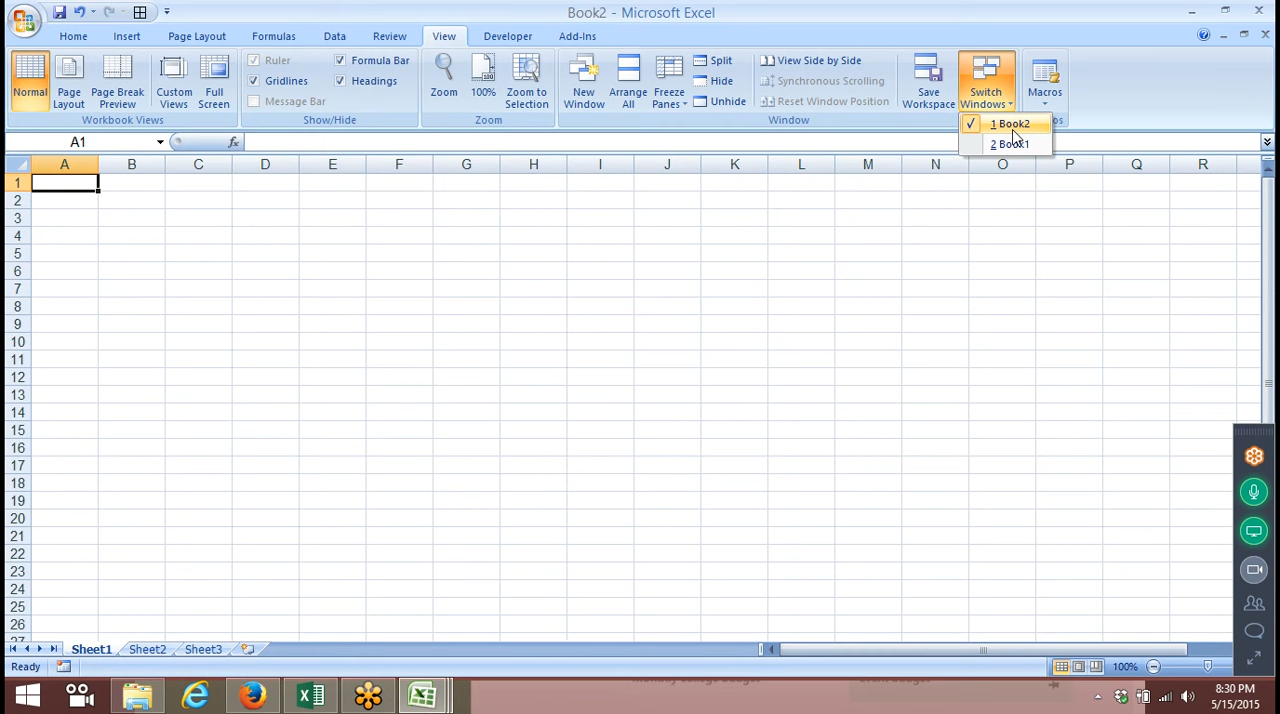 Book2 - Microsoft Excel
Home Insert Page Layout Formulas Data Review View Developer Add-Ins
Normal
Page Layout
Page Break Preview
Custom Views
Full Screen
Workbook Views
Ruler
Gridlines
Message Bar
Formula Bar
Headings
Show/Hide
Zoom
100%
Zoom to Selection
Zoom
New Window
Arrange All
Freeze Panes
Split
Hide
Unhide
View Side by Side
Synchronous Scrolling
Reset Window Position
Save Workspace
Switch Windows
Window
Macros
1 Book2
2 Book1
A1
fx
A B C D E F G H I J K L M N O P Q R
1
2
3
4
5
6
7
8
9
10
11
12
13
14
15
16
17
18
19
20
21
22
23
24
25
26
27
Sheet1 Sheet2 Sheet3
Ready
100%
8:30 PM
5/15/2015